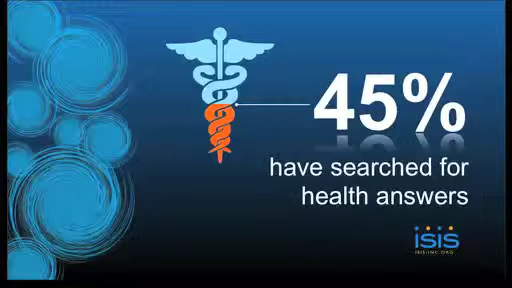 45%
have searched for
health answers
isis
ISIS-INC.ORG